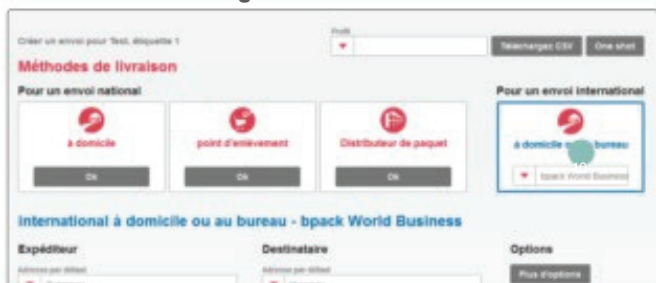 Créer un envoi pour Test, étiquette 1
Profil
Téléchargez CSV
One shot
Méthodes de livraison
Pour un envoi national
Pour un envoi international
à domicile
point d'enlèvement
Distributeur de paquet
à domicile ou bureau
Ok
Ok
Ok
bpack World Business
international à domicile ou au bureau - bpack World Business
Expéditeur
Destinataire
Options
Adresse par défaut
Adresse par défaut
Plus d'options